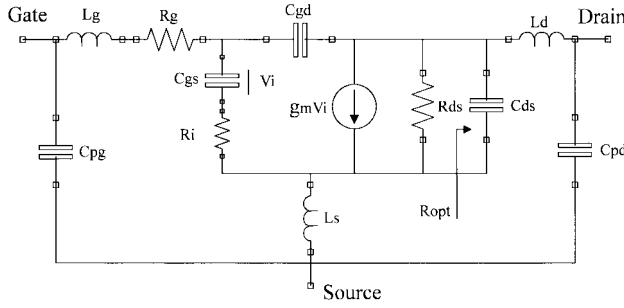 Gate
Lg
Rg
Cgd
Ld
Drain
Cgs
Vi
gmVi
Rds
Cds
Ri
Cpg
Cpd
Ropt
Ls
Source